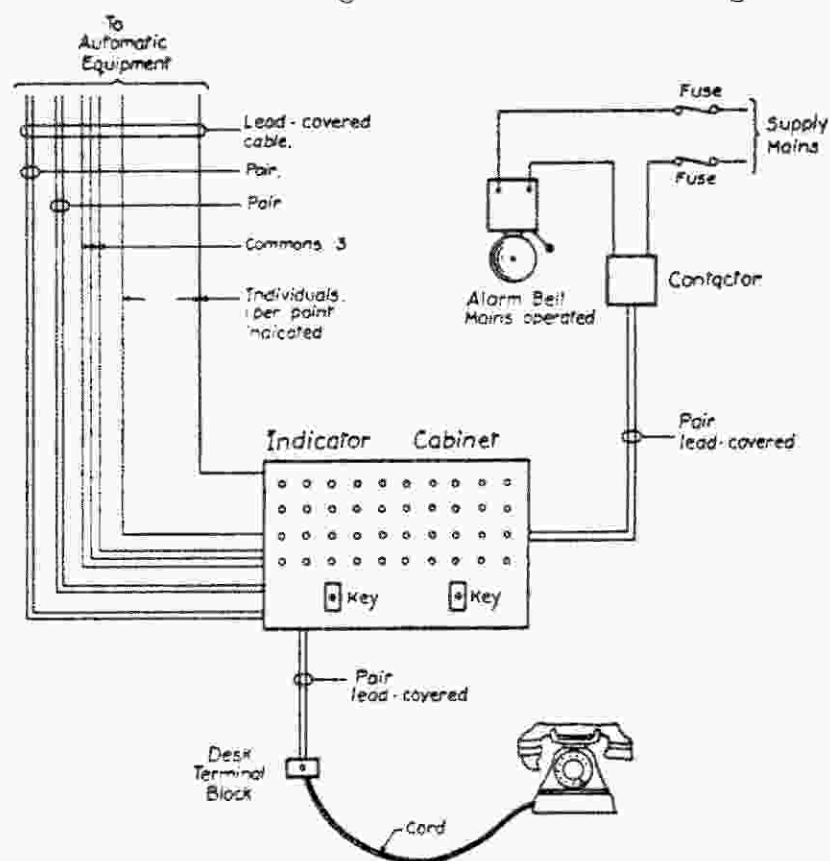 To
Automatic
Equipment
Lead-covered
cable.
Pair.
Pair
Commons 3
Individuals.
per point
indicated
Fuse
Supply
Mains
Fuse
Contactor
Alarm Bell
Mains operated
Pair
lead-covered
Indicator Cabinet
Key
Key
Pair
lead-covered
Desk
Terminal
Block
Cord